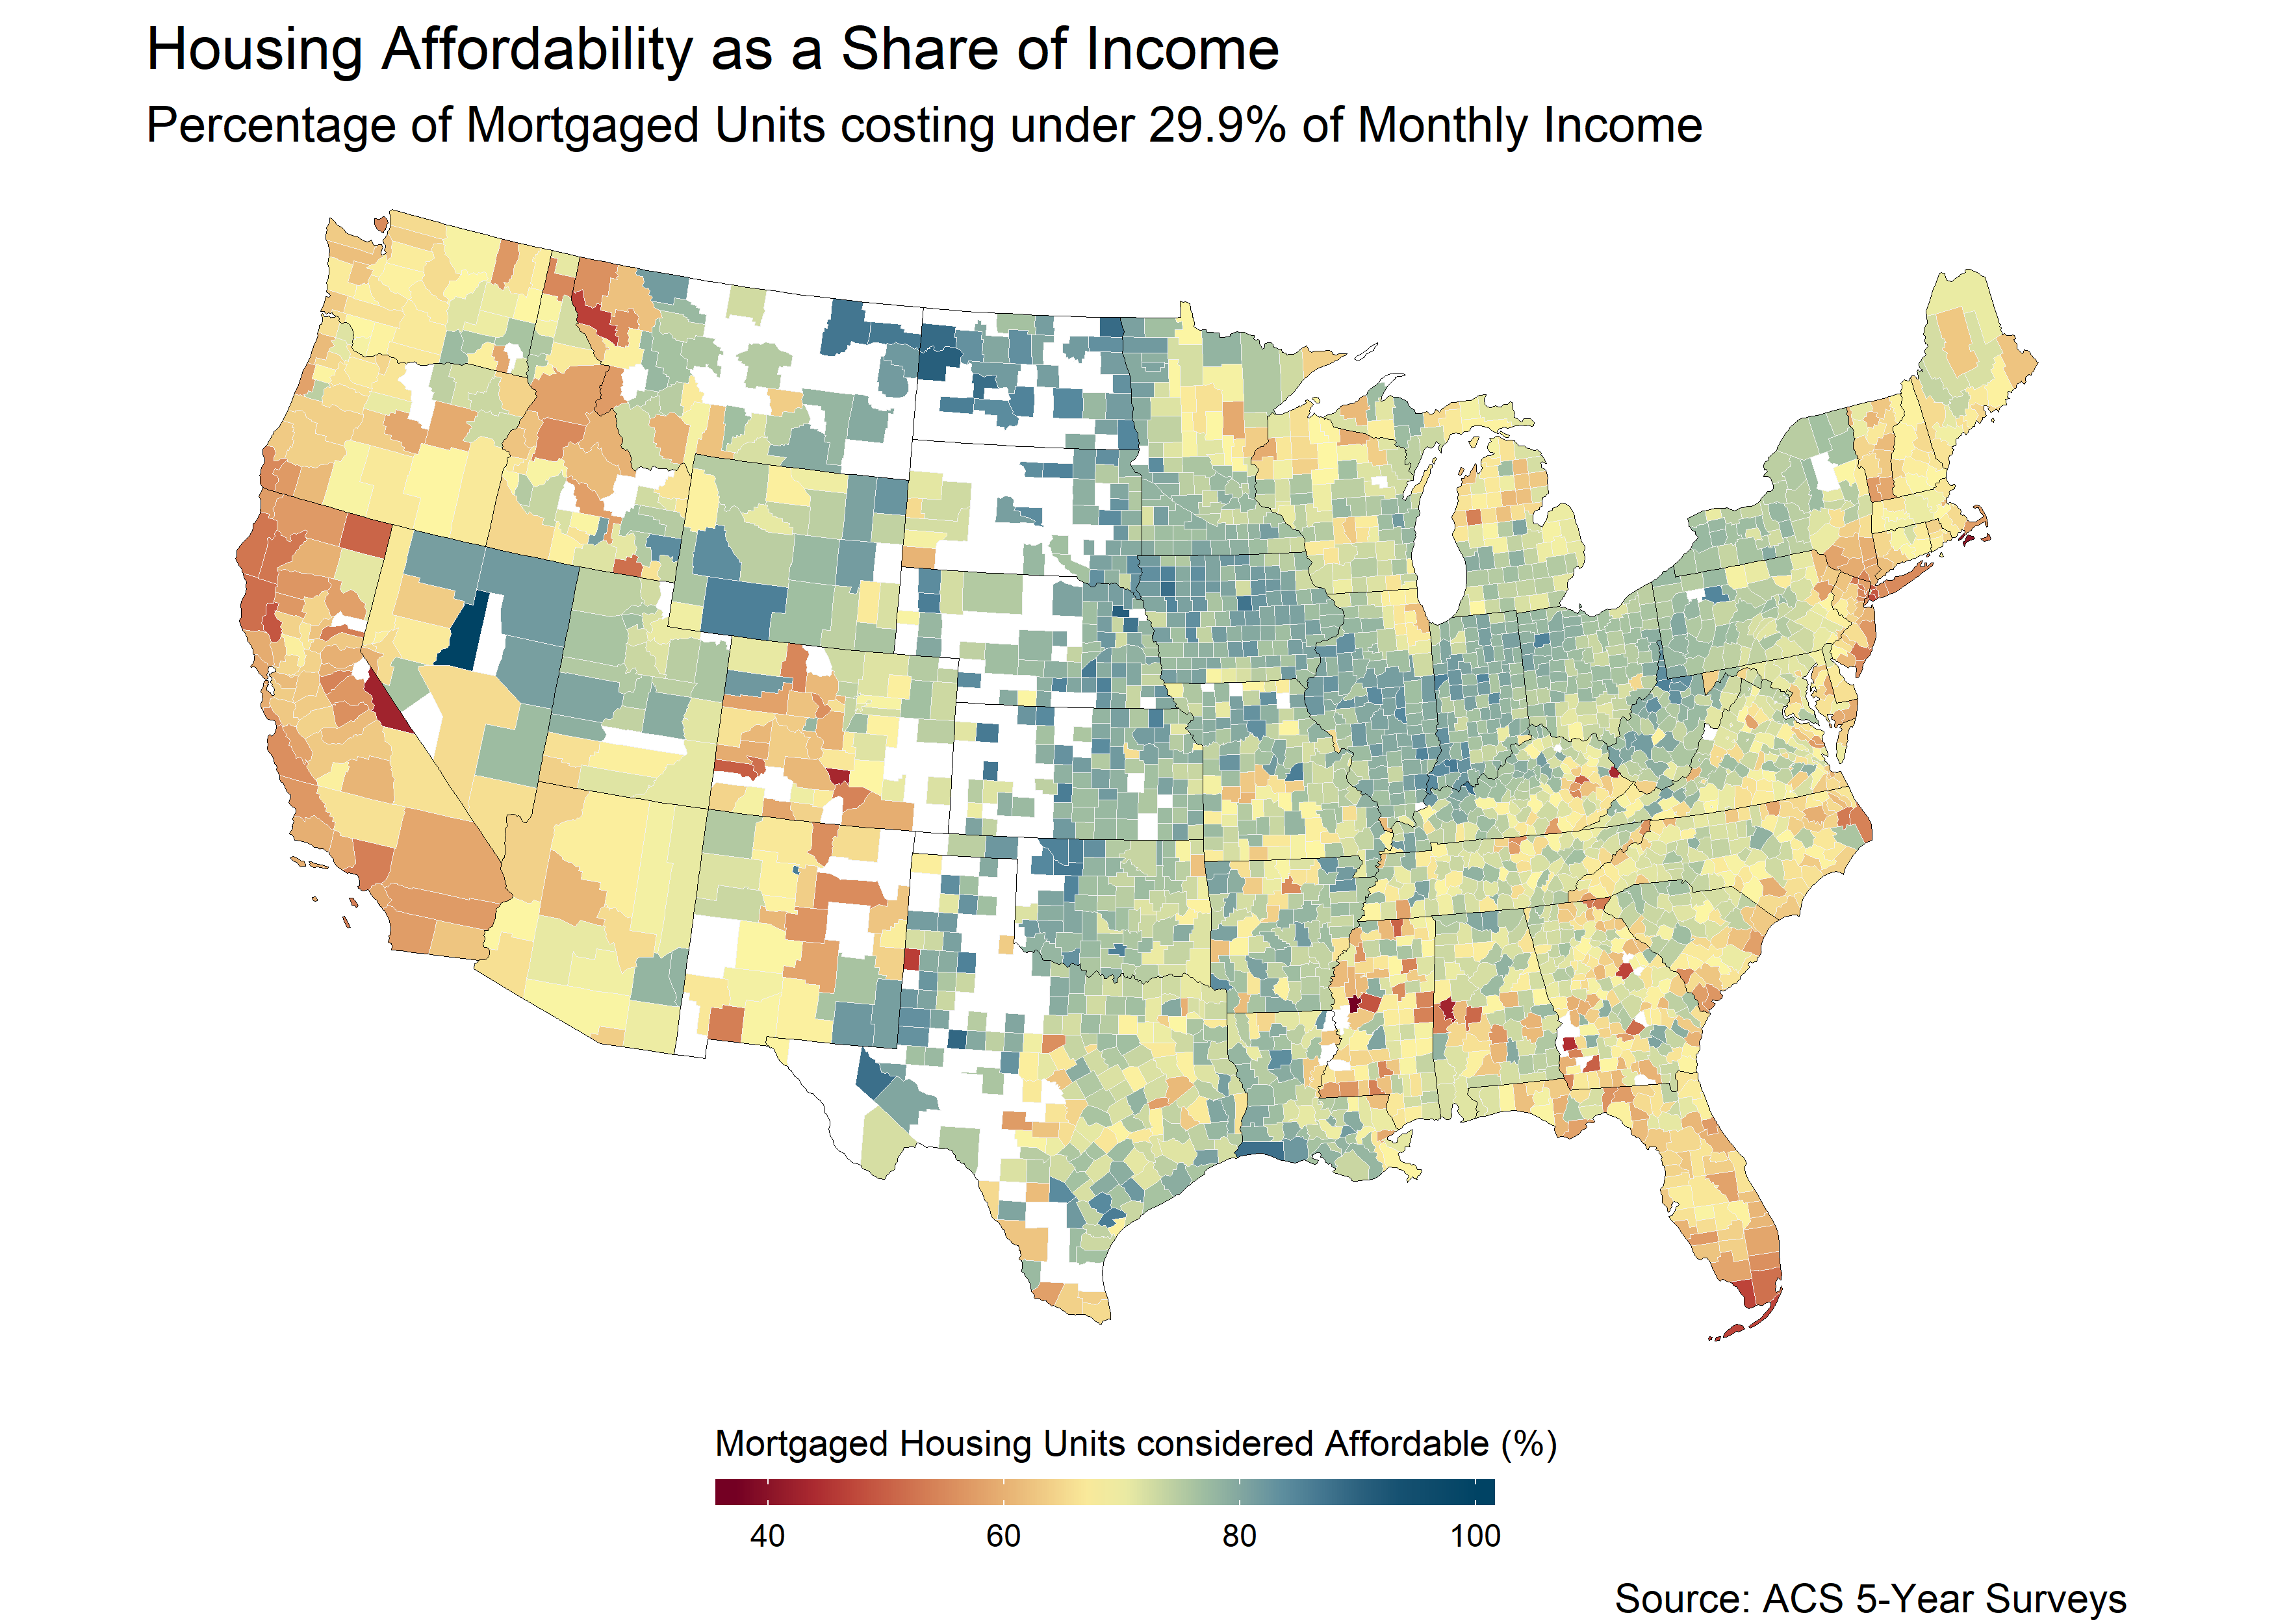 Housing Affordability as a Share of Income
Percentage of Mortgaged Units costing under 29.9% of Monthly Income
Mortgaged Housing Units considered Affordable (%)
40 60 80 100
Source: ACS 5-Year Surveys